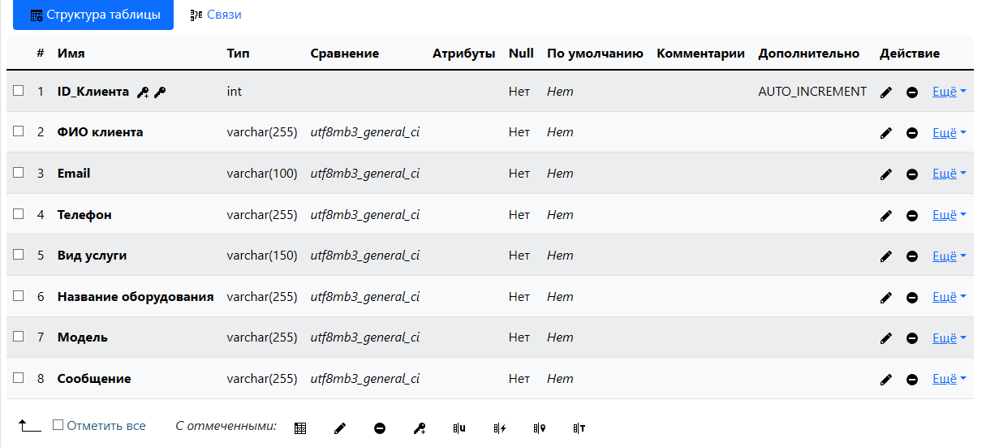 Структура таблицы Связи
# Имя Тип Сравнение Атрибуты Null По умолчанию Комментарии Дополнительно Действие
1 ID_Клиента int Нет Нет AUTO_INCREMENT Ещё
2 ФИО клиента varchar(255) utf8mb3_general_ci Нет Нет Ещё
3 Email varchar(100) utf8mb3_general_ci Нет Нет Ещё
4 Телефон varchar(255) utf8mb3_general_ci Нет Нет Ещё
5 Вид услуги varchar(150) utf8mb3_general_ci Нет Нет Ещё
6 Название оборудования varchar(255) utf8mb3_general_ci Нет Нет Ещё
7 Модель varchar(255) utf8mb3_general_ci Нет Нет Ещё
8 Сообщение varchar(255) utf8mb3_general_ci Нет Нет Ещё
Отметить все С отмеченными: U T